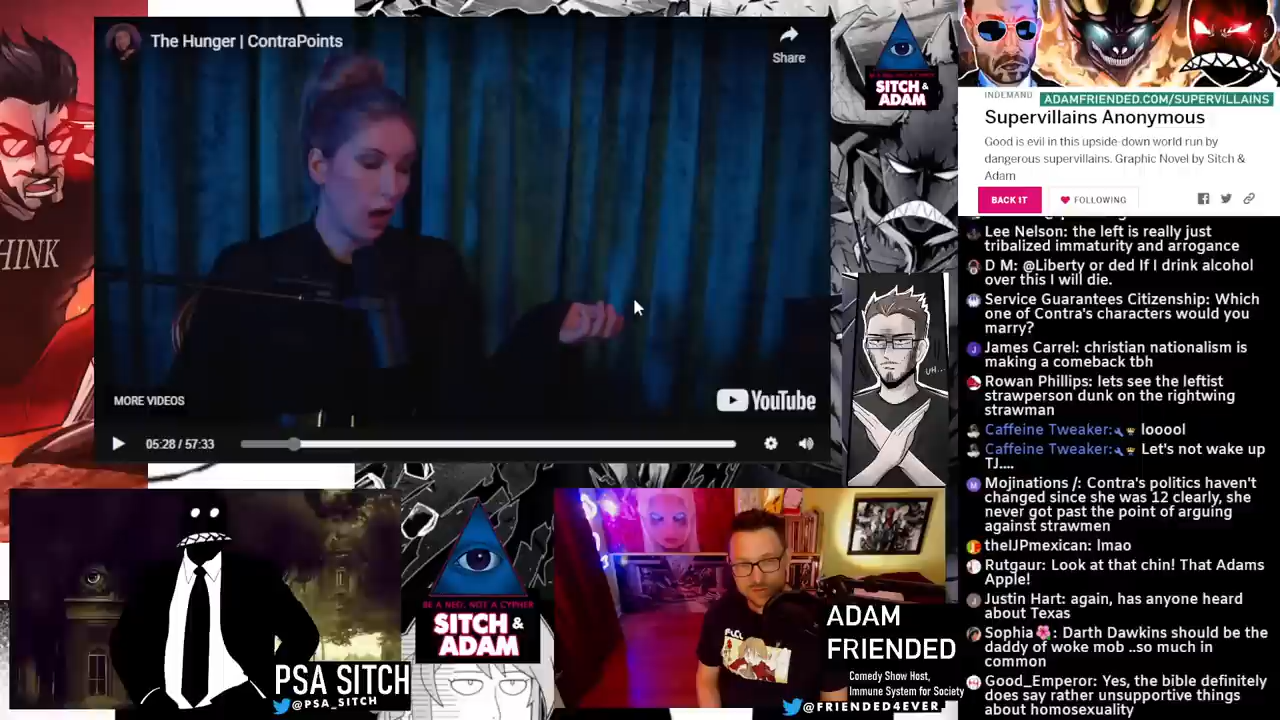 The Hunger | ContraPoints
Share
MORE VIDEOS
YouTube
05:28 / 57:33
HINK
SITCH &
ADAM
UH...
INDEMAND
ADAMFRIENDED.COM/SUPERVILLAINS
Supervillains Anonymous
Good is evil in this upside-down world run by
dangerous supervillains. Graphic Novel by Sitch &
Adam
BACK IT
FOLLOWING
Lee Nelson: the left is really just
tribalized immaturity and arrogance
D M: @Liberty or ded If I drink alcohol
over this I will die.
Service Guarantees Citizenship: Which
one of Contra's characters would you
marry?
James Carrel: christian nationalism is
making a comeback tbh
Rowan Phillips: lets see the leftist
strawperson dunk on the rightwing
strawman
Caffeine Tweaker: looool
Caffeine Tweaker: Let's not wake up
TJ....
Mojinations /: Contra's politics haven't
changed since she was 12 clearly, she
never got past the point of arguing
against strawmen
theIJPmexican: lmao
Rutgaur: Look at that chin! That Adams
Apple!
Justin Hart: again, has anyone heard
about Texas
Sophia🌸: Darth Dawkins should be the
daddy of woke mob ..so much in
common
Good_Emperor: Yes, the bible definitely
does say rather unsupportive things
about homosexuality
PSA SITCH
@PSA_SITCH
BE A NEO, NOT A CYPHER
SITCH &
ADAM
ADAM
FRIENDED
Comedy Show Host,
Immune System for Society
@FRIENDED4EVER